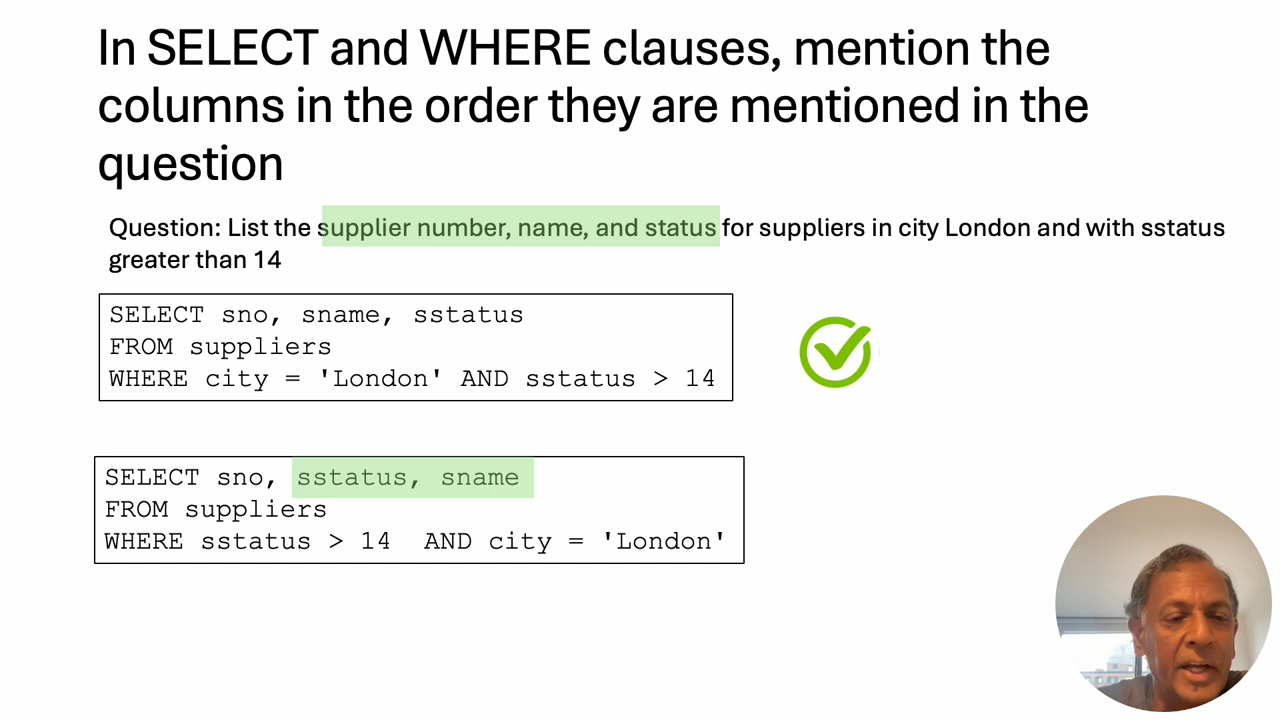 In SELECT and WHERE clauses, mention the
columns in the order they are mentioned in the
question
Question: List the supplier number, name, and status for suppliers in city London and with sstatus
greater than 14
SELECT sno, sname, sstatus
FROM suppliers
WHERE city = 'London' AND sstatus > 14
SELECT sno, sstatus, sname
FROM suppliers
WHERE sstatus > 14  AND city = 'London'